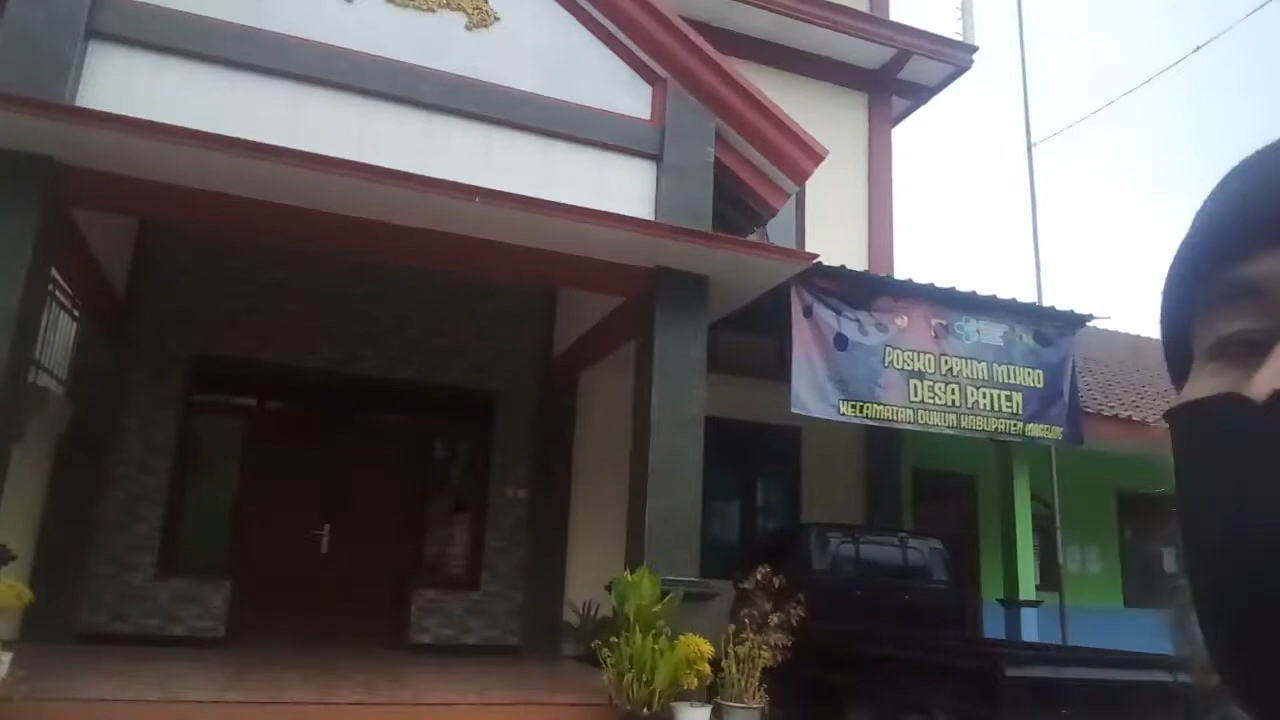 POSKO PPKM MIKRO
DESA PATEN
KECAMATAN DUKUN KABUPATEN MAGELANG